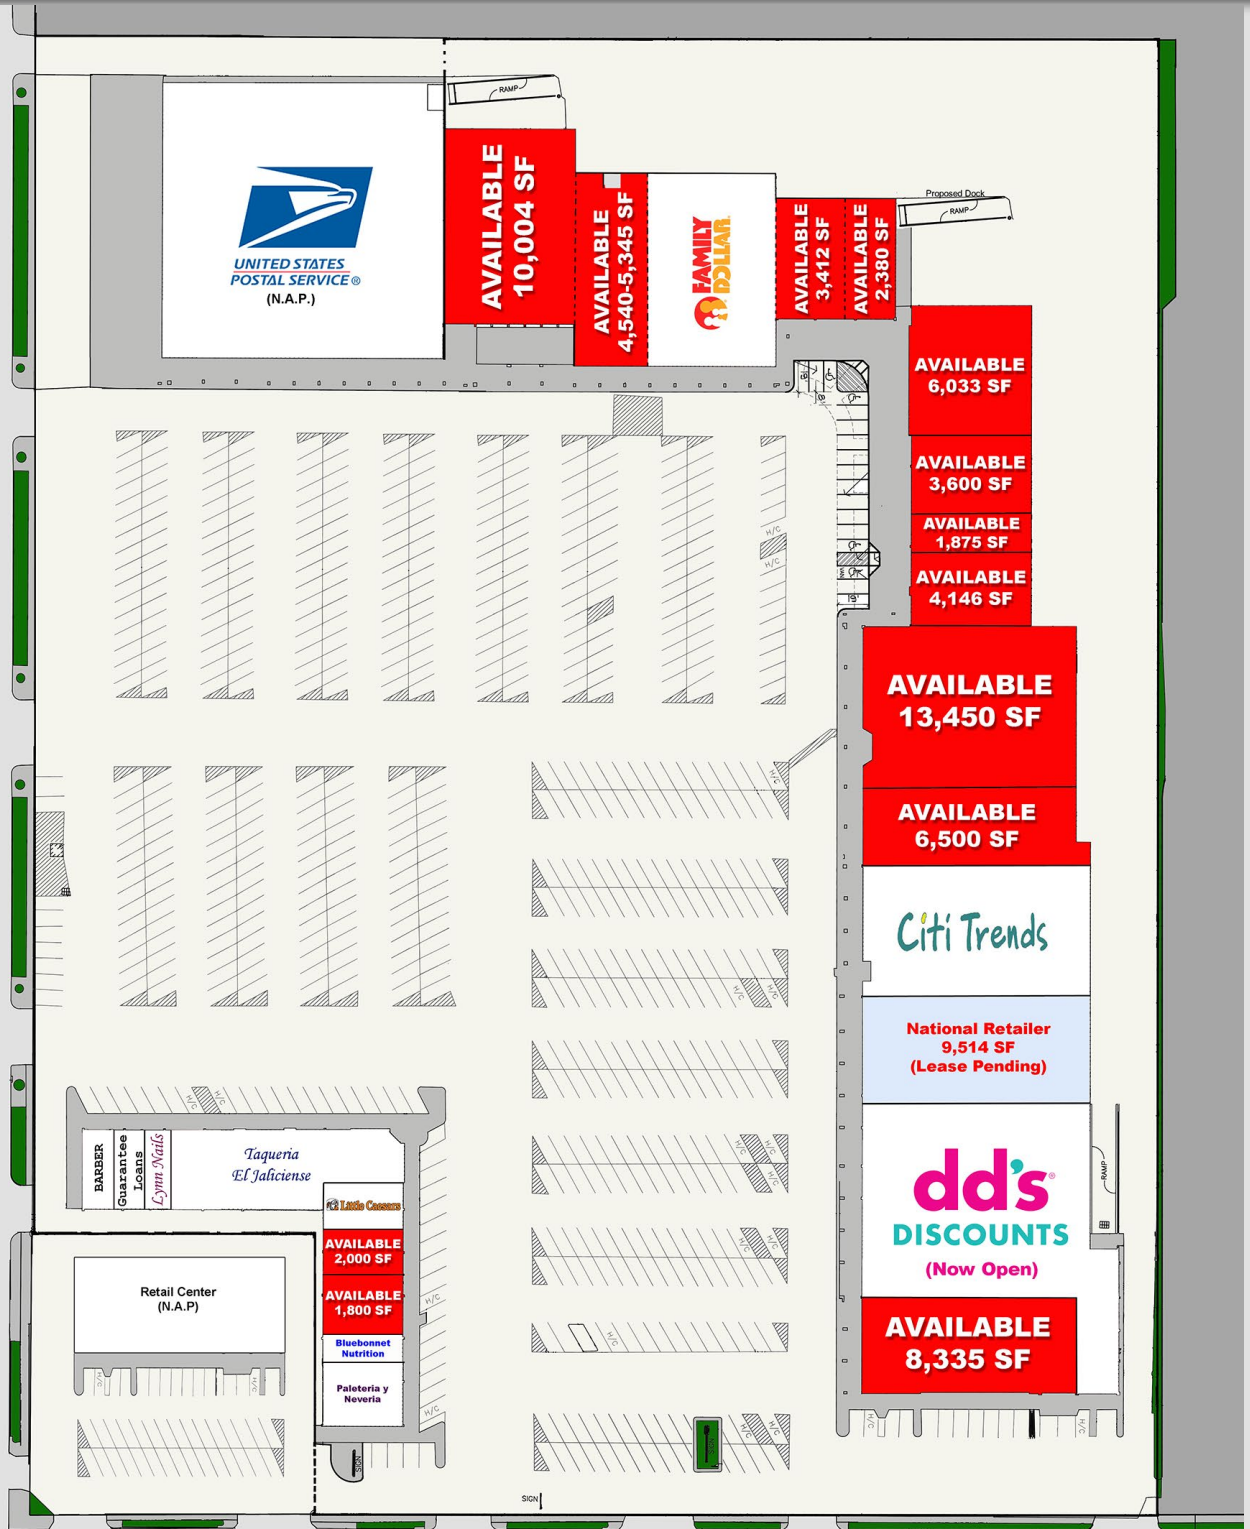 RAMP
UNITED STATES
POSTAL SERVICE®
(N.A.P.)
AVAILABLE
10,004 SF
AVAILABLE
4,540-5,345 SF
FAMILY
DOLLAR
AVAILABLE
3,412 SF
AVAILABLE
2,380 SF
Proposed Dock
RAMP
AVAILABLE
6,033 SF
AVAILABLE
3,600 SF
AVAILABLE
1,875 SF
AVAILABLE
4,146 SF
H/C
H/C
AVAILABLE
13,450 SF
H/C
AVAILABLE
6,500 SF
Citi Trends
H/C
H/C
National Retailer
9,514 SF
(Lease Pending)
H/C
H/C
BARBER
Guarantee
Loans
Lynn Nails
Taqueria
El Jaliciense
Little Caesars
AVAILABLE
2,000 SF
AVAILABLE
1,800 SF
Bluebonnet
Nutrition
Paleteria y
Neveria
H/C
H/C
SIGN
Retail Center
(N.A.P)
H/C
H/C
H/C
H/C
H/C
H/C
H/C
H/C
H/C
SIGN
dd's®
DISCOUNTS
(Now Open)
RAMP
AVAILABLE
8,335 SF
H/C
H/C